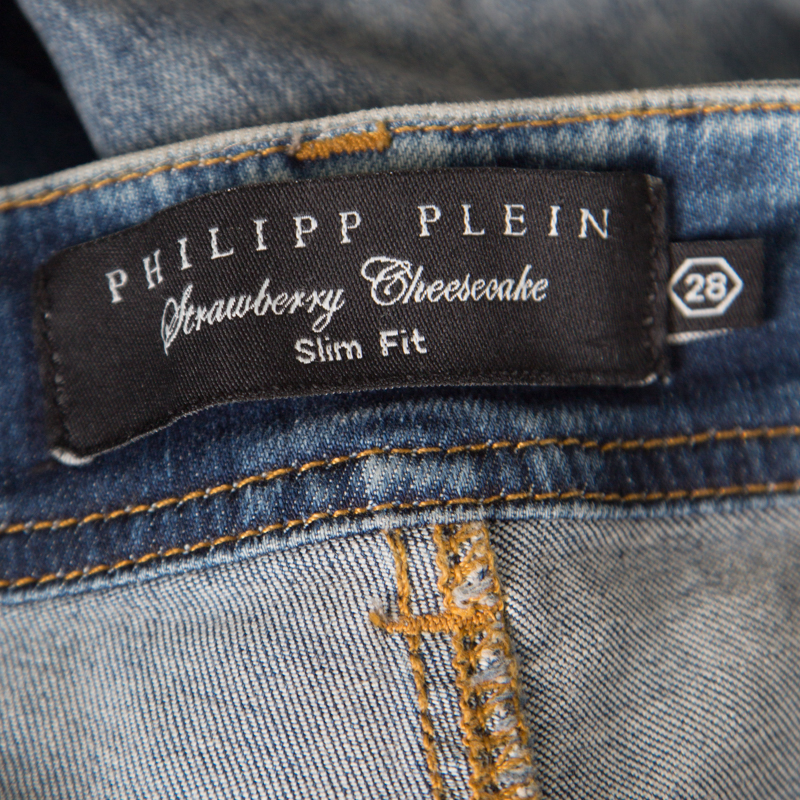 PHILIPP PLEIN
Strawberry Cheesecake
Slim Fit
28